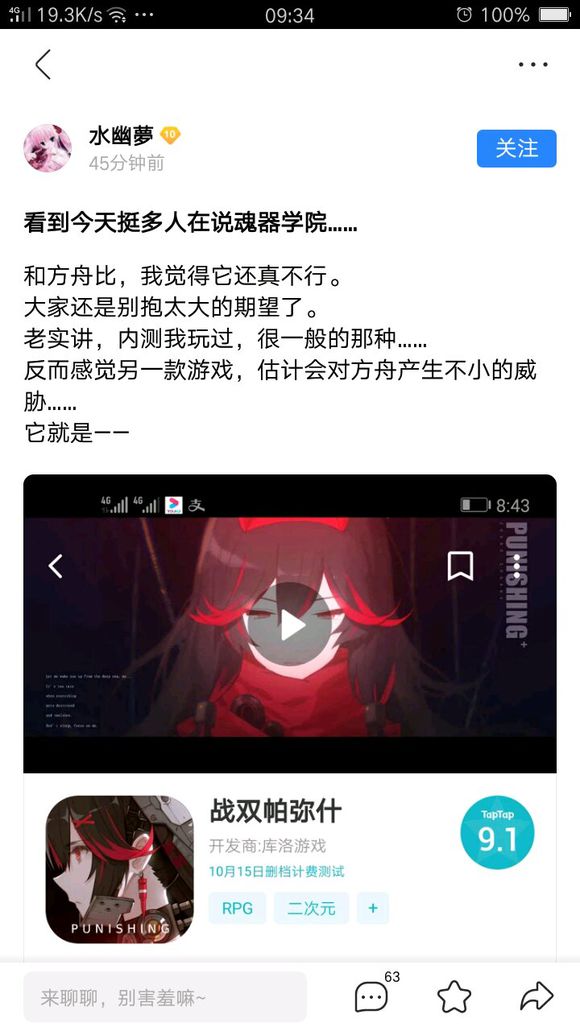 4G 19.3K/s ... 09:34 100%
水幽夢 10
45分钟前
关注
看到今天挺多人在说魂器学院……
和方舟比，我觉得它还真不行。
大家还是别抱太大的期望了。
老实讲，内测我玩过，很一般的那种……
反而感觉另一款游戏，估计会对方舟产生不小的威
胁……
它就是——
4G 4G 支 8:43
PUNISHING
战双帕弥什
开发商:库洛游戏
10月15日删档计费测试
RPG 二次元 +
TapTap
9.1
PUNISHING
来聊聊，别害羞嘛~
63